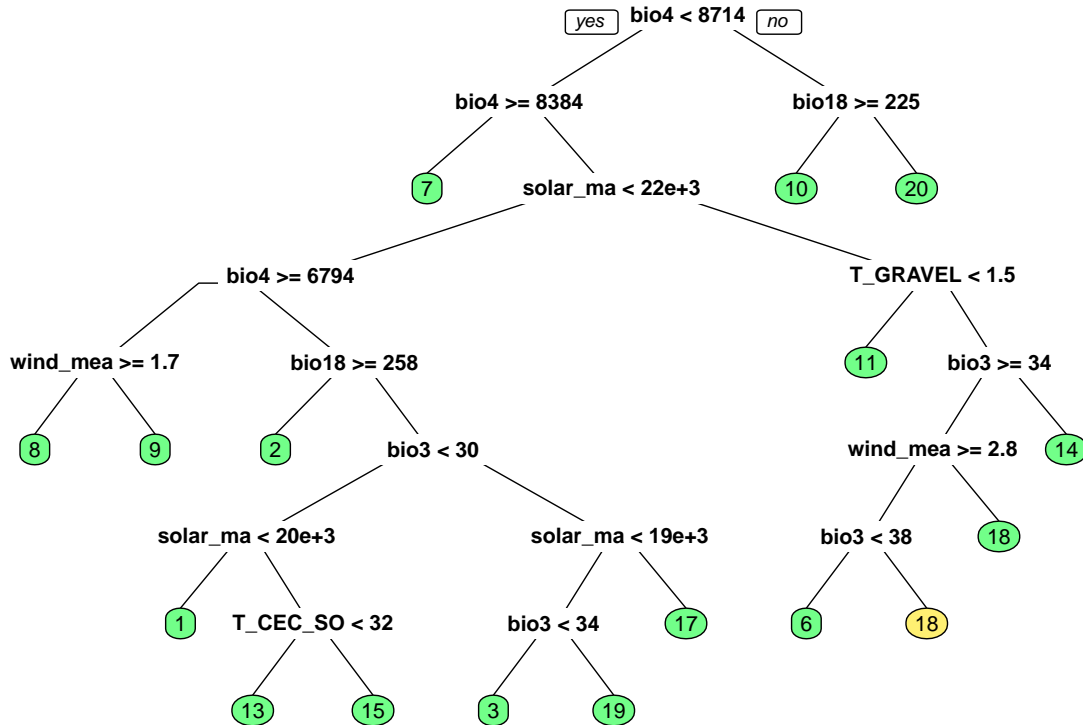 yes bio4 < 8714 no
bio4 >= 8384 bio18 >= 225
7 solar_ma < 22e+3 10 20
bio4 >= 6794 T_GRAVEL < 1.5
wind_mea >= 1.7 bio18 >= 258 11 bio3 >= 34
8 9 2 bio3 < 30 wind_mea >= 2.8 14
solar_ma < 20e+3 solar_ma < 19e+3 bio3 < 38 18
1 T_CEC_SO < 32 bio3 < 34 17 6 18
13 15 3 19